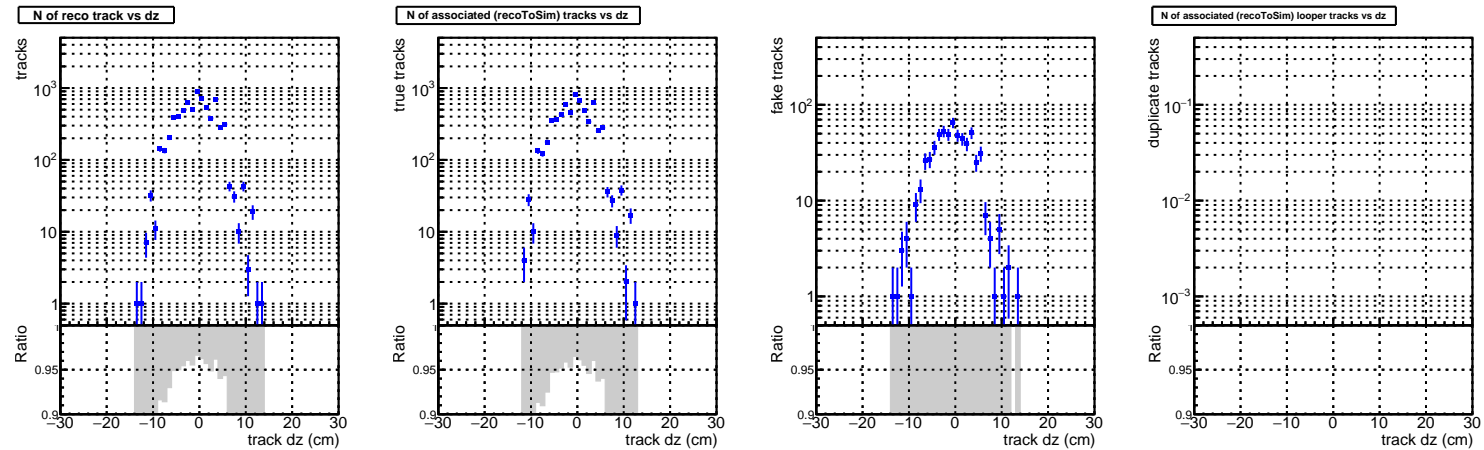 N of reco track vs dz
tracks
10³
10²
10
1
Ratio
1
0.95
0.9
−30 −20 −10 0 10 20 30
track dz (cm)
N of associated (recoToSim) tracks vs dz
true tracks
10³
10²
10
1
Ratio
1
0.95
0.9
−30 −20 −10 0 10 20 30
track dz (cm)
fake tracks
10²
10
1
Ratio
1
0.95
0.9
−30 −20 −10 0 10 20 30
track dz (cm)
N of associated (recoToSim) looper tracks vs dz
duplicate tracks
10⁻¹
10⁻²
10⁻³
Ratio
1
0.95
0.9
−30 −20 −10 0 10 20 30
track dz (cm)